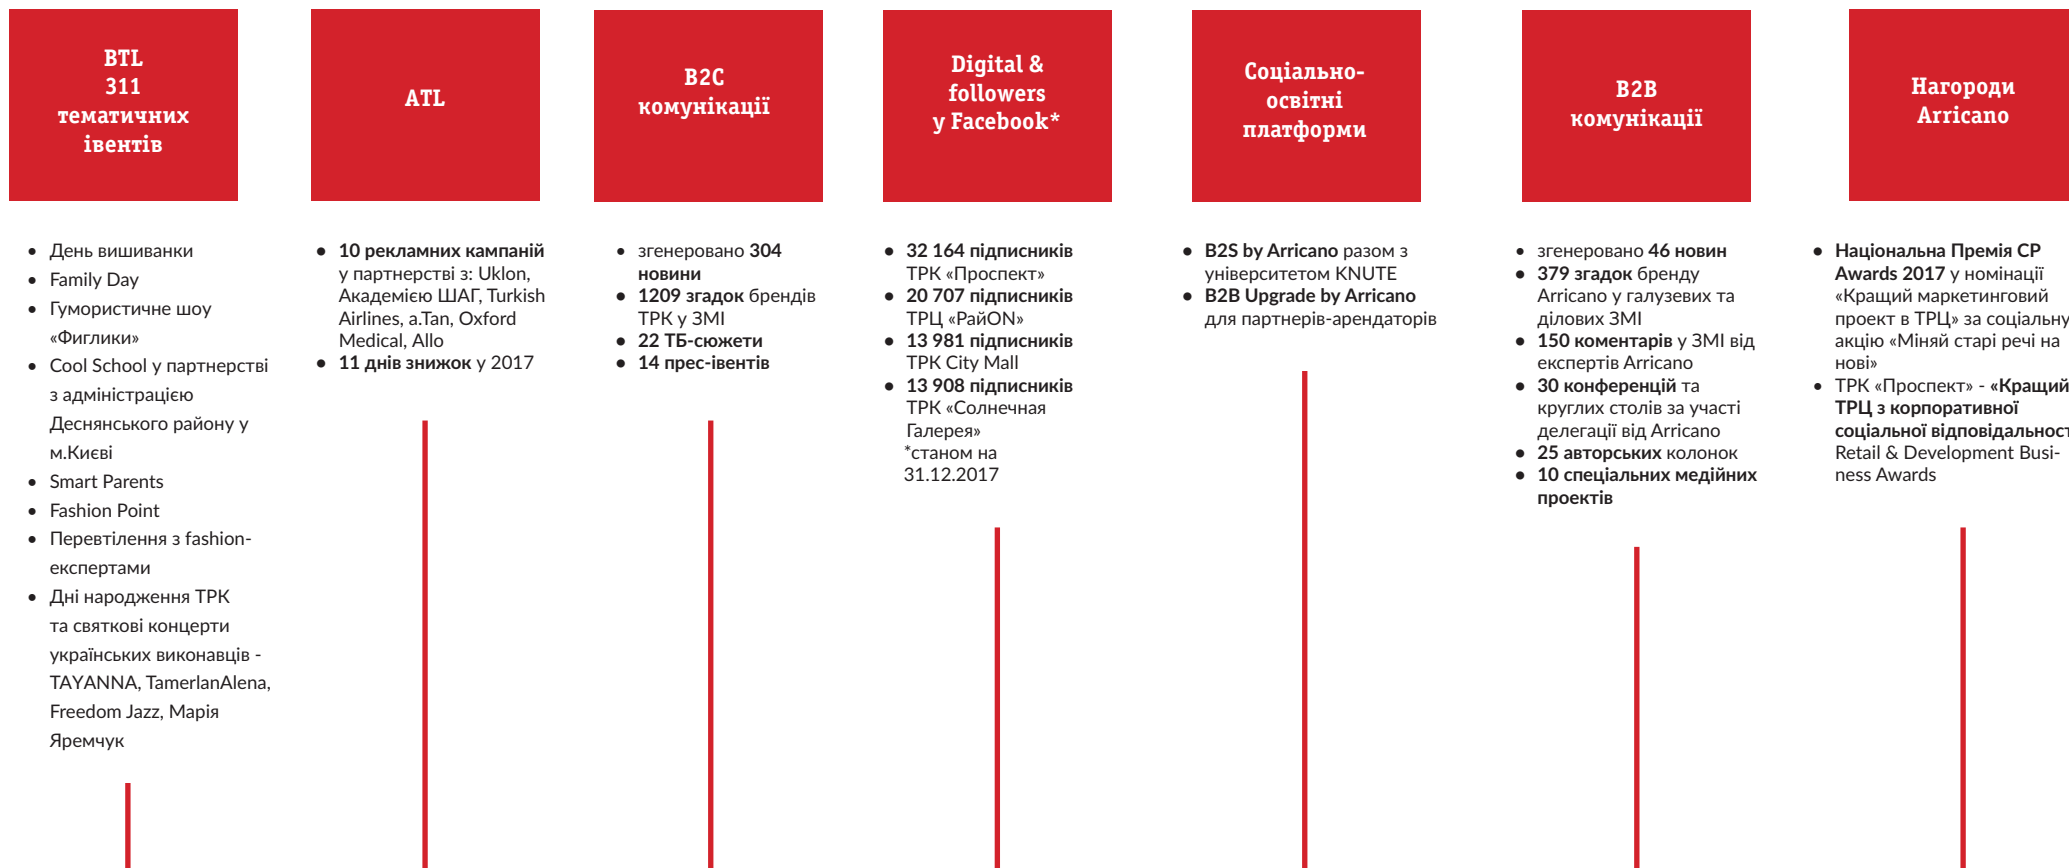 BTL
311
тематичних
івентів
• День вишиванки
• Family Day
• Гумористичне шоу
«Фиглики»
• Cool School у партнерстві
з адміністрацією
Деснянського району у
м.Києві
• Smart Parents
• Fashion Point
• Перевтілення з fashion-
експертами
• Дні народження ТРК
та святкові концерти
українських виконавців -
TAYANNA, TamerlanAlena,
Freedom Jazz, Марія
Яремчук
ATL
• 10 рекламних кампаній
у партнерстві з: Uklon,
Академією ШАГ, Turkish
Airlines, a.Tan, Oxford
Medical, Allo
• 11 днів знижок у 2017
B2C
комунікації
• згенеровано 304
новини
• 1209 згадок брендів
ТРК у ЗМІ
• 22 ТБ-сюжети
• 14 прес-івентів
Digital &
followers
у Facebook*
• 32 164 підписників
ТРК «Проспект»
• 20 707 підписників
ТРЦ «РайON»
• 13 981 підписників
ТРК City Mall
• 13 908 підписників
ТРК «Солнечная
Галерея»
*станом на
31.12.2017
Соціально-
освітні
платформи
• B2S by Arricano разом з
університетом KNUTE
• B2B Upgrade by Arricano
для партнерів-арендаторів
B2B
комунікації
• згенеровано 46 новин
• 379 згадок бренду
Arricano у галузевих та
ділових ЗМІ
• 150 коментарів у ЗМІ від
експертів Arricano
• 30 конференцій та
круглих столів за участі
делегації від Arricano
• 25 авторських колонок
• 10 спеціальних медійних
проектів
Нагороди
Arricano
• Національна Премія СР
Awards 2017 у номінації
«Кращий маркетинговий
проект в ТРЦ» за соціальну
акцію «Міняй старі речі на
нові»
• ТРК «Проспект» - «Кращий
ТРЦ з корпоративної
соціальної відповідальност
Retail & Development Busi-
ness Awards